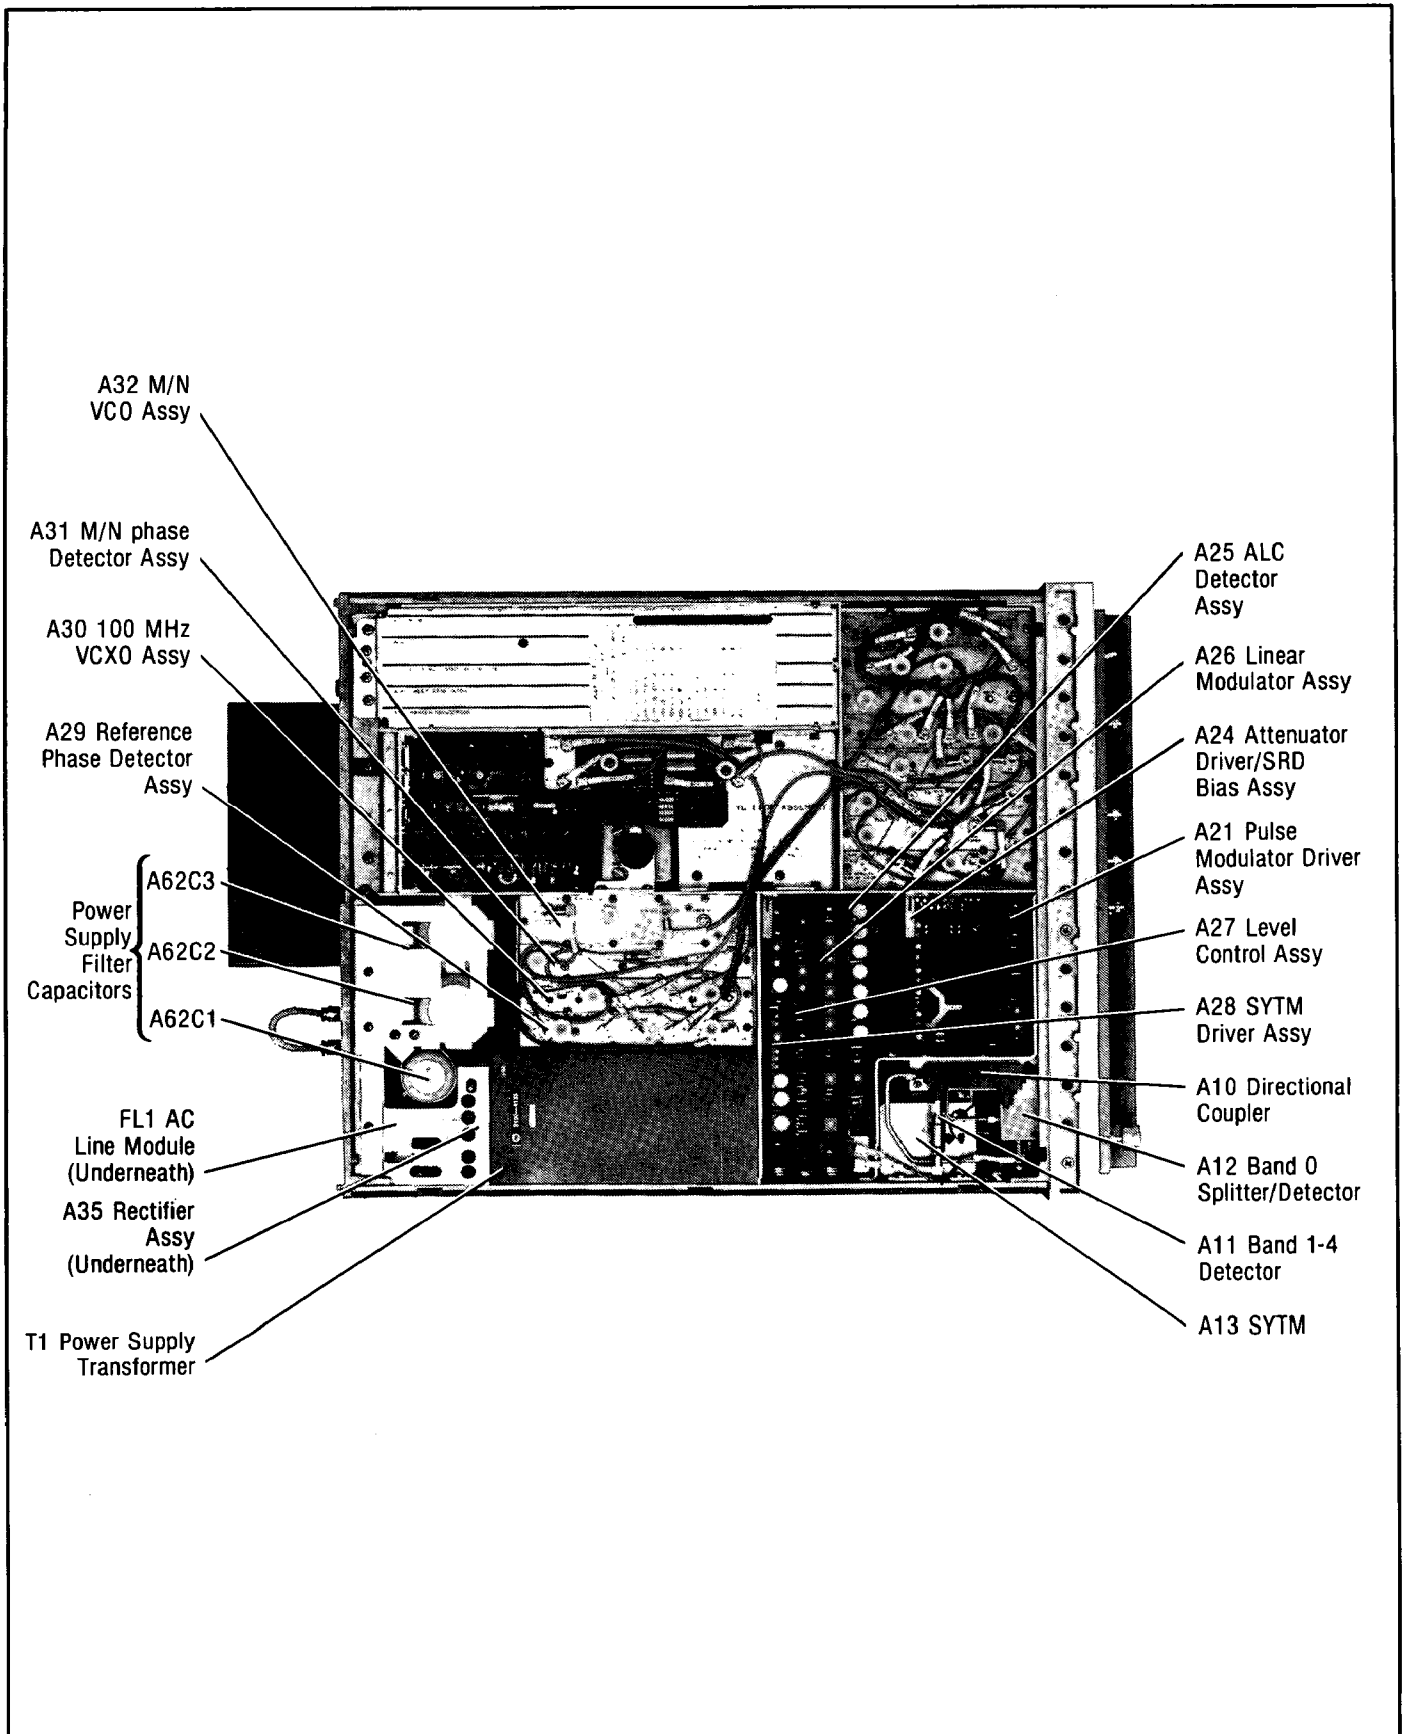 A32 M/N
VCO Assy
A31 M/N phase
Detector Assy
A30 100 MHz
VCXO Assy
A29 Reference
Phase Detector
Assy
A62C3
Power
Supply
Filter
Capacitors
A62C2
A62C1
FL1 AC
Line Module
(Underneath)
A35 Rectifier
Assy
(Underneath)
T1 Power Supply
Transformer
A25 ALC
Detector
Assy
A26 Linear
Modulator Assy
A24 Attenuator
Driver/SRD
Bias Assy
A21 Pulse
Modulator Driver
Assy
A27 Level
Control Assy
A28 SYTM
Driver Assy
A10 Directional
Coupler
A12 Band 0
Splitter/Detector
A11 Band 1-4
Detector
A13 SYTM